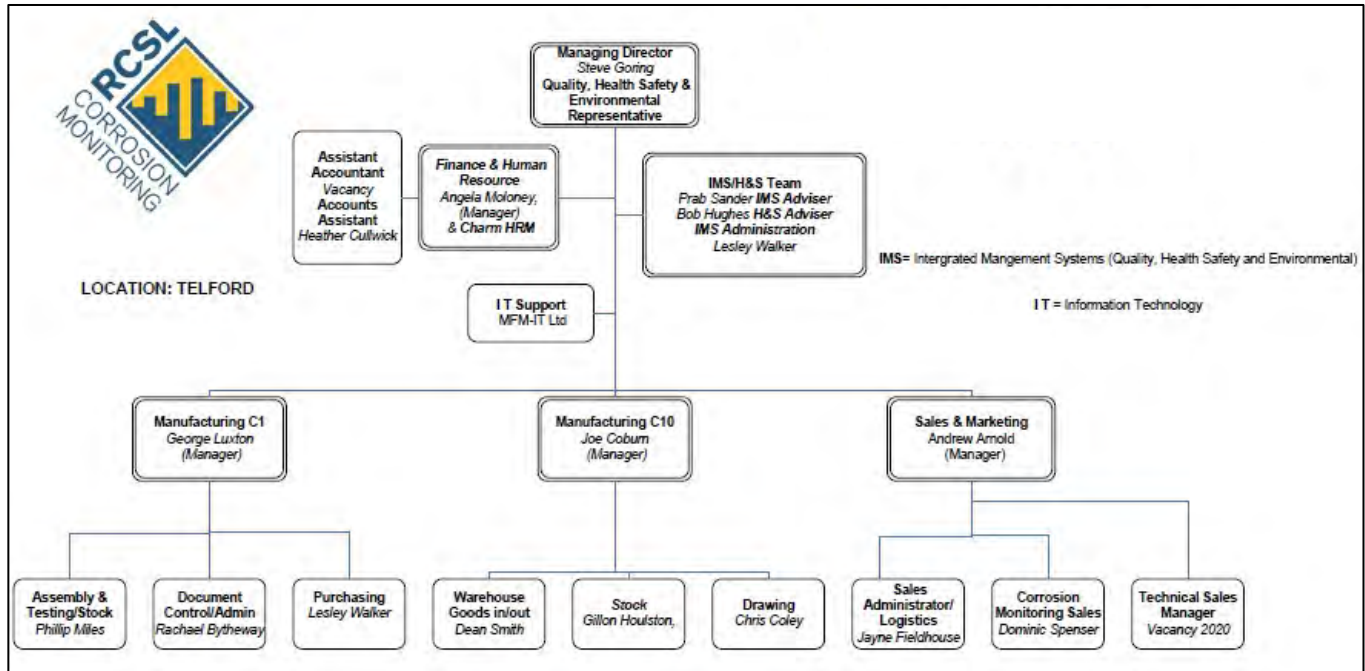 RCSL
CORROSION
MONITORING
Managing Director
Steve Goring
Quality, Health Safety &
Environmental
Representative
Assistant
Accountant
Vacancy
Accounts
Assistant
Heather Cullwick
Finance & Human
Resource
Angela Moloney,
(Manager)
& Charm HRM
IMS/H&S Team
Prab Sander IMS Adviser
Bob Hughes H&S Adviser
IMS Administration
Lesley Walker
IMS= Intergrated Mangement Systems (Quality, Health Safety and Environmental)
LOCATION: TELFORD
I T Support
MFM-IT Ltd
I T = Information Technology
Manufacturing C1
George Luxton
(Manager)
Manufacturing C10
Joe Coburn
(Manager)
Sales & Marketing
Andrew Arnold
(Manager)
Assembly &
Testing/Stock
Phillip Miles
Document
Control/Admin
Rachael Bytheway
Purchasing
Lesley Walker
Warehouse
Goods in/out
Dean Smith
Stock
Gillon Houlston,
Drawing
Chris Coley
Sales
Administrator/
Logistics
Jayne Fieldhouse
Corrosion
Monitoring Sales
Dominic Spenser
Technical Sales
Manager
Vacancy 2020